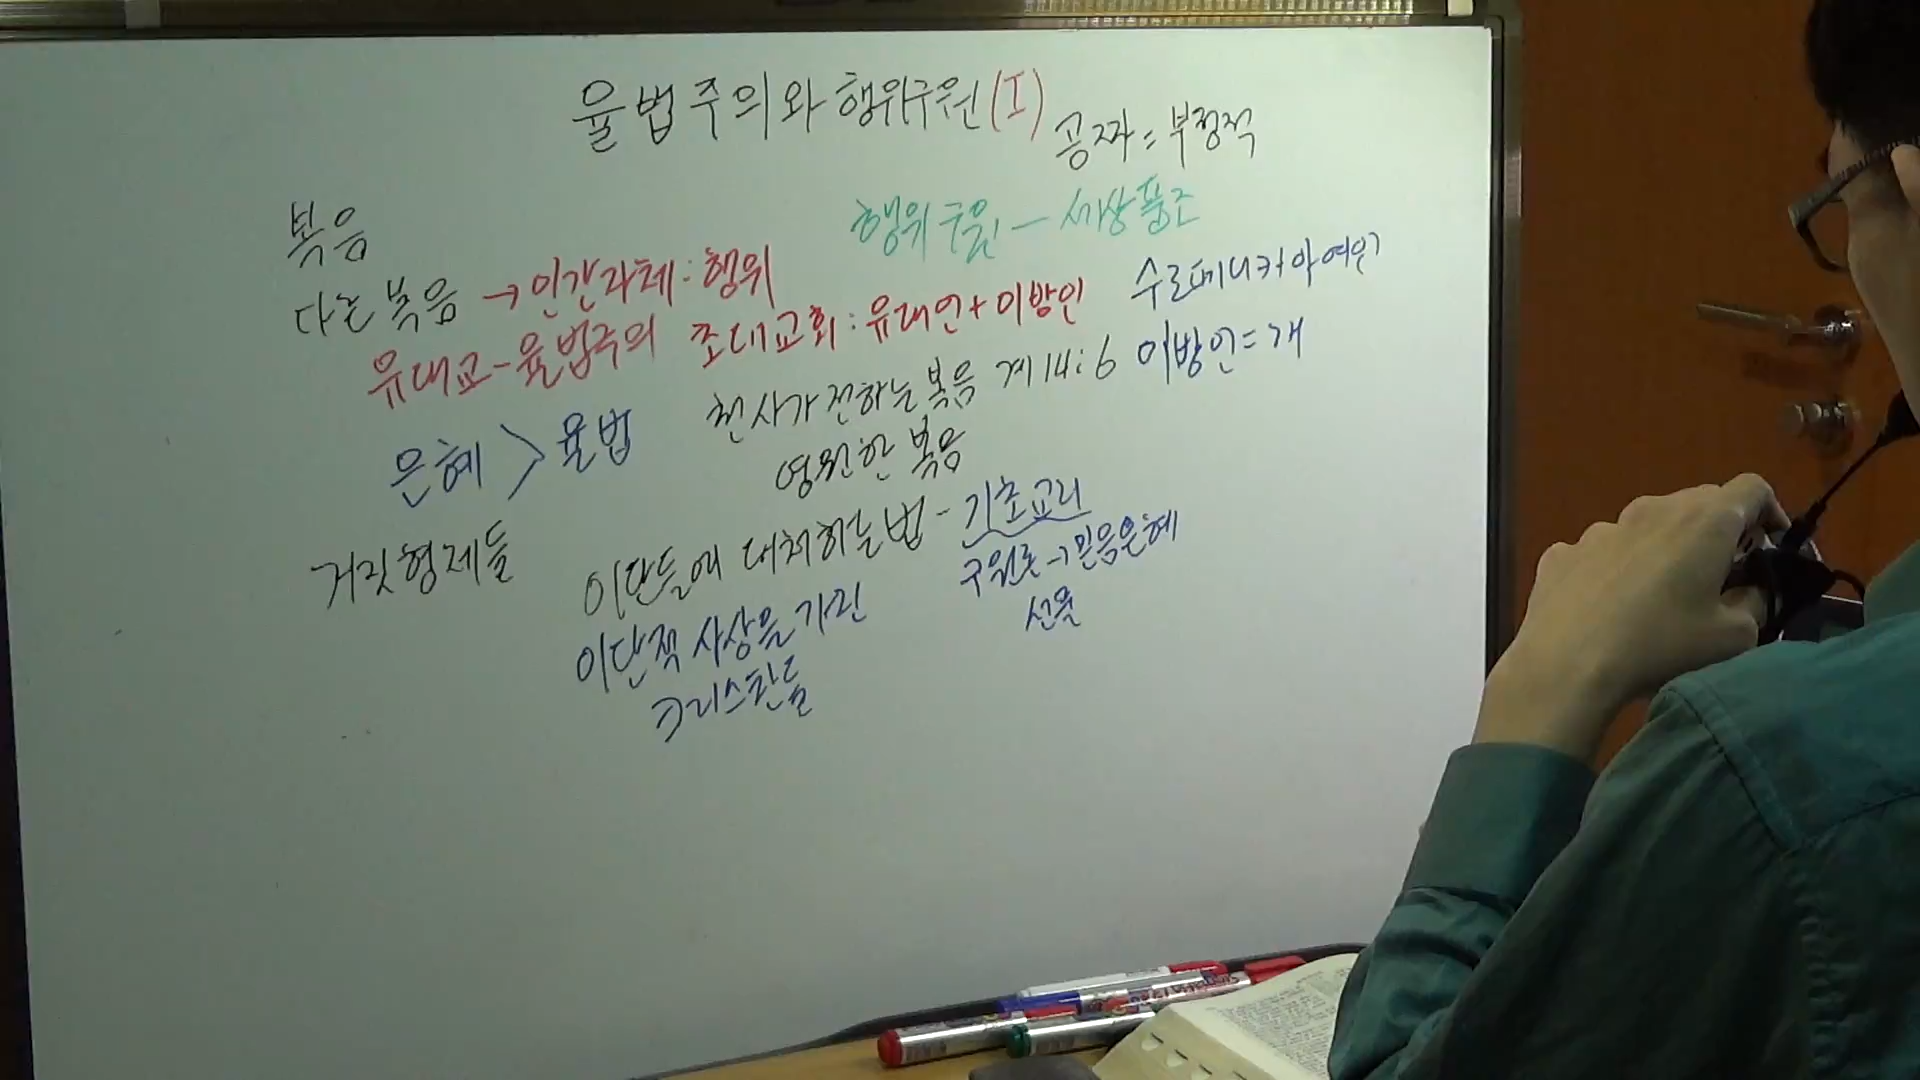 율법주의와 행위구원(I)
공짜 = 부정적
복음
행위구원 - 세상풍조
다른복음 → 인간자체:행위
수로페니카아여인
유대교-율법주의
초대교회:유대인+이방인
이방인=개
은혜 > 율법
천사가 전하는 복음 계14:6
영원한 복음
거짓형제들
이단들에 대처하는 법 - 기초교리
구원론→믿음은혜
선물
이단적 사상을 가진
크리스찬들